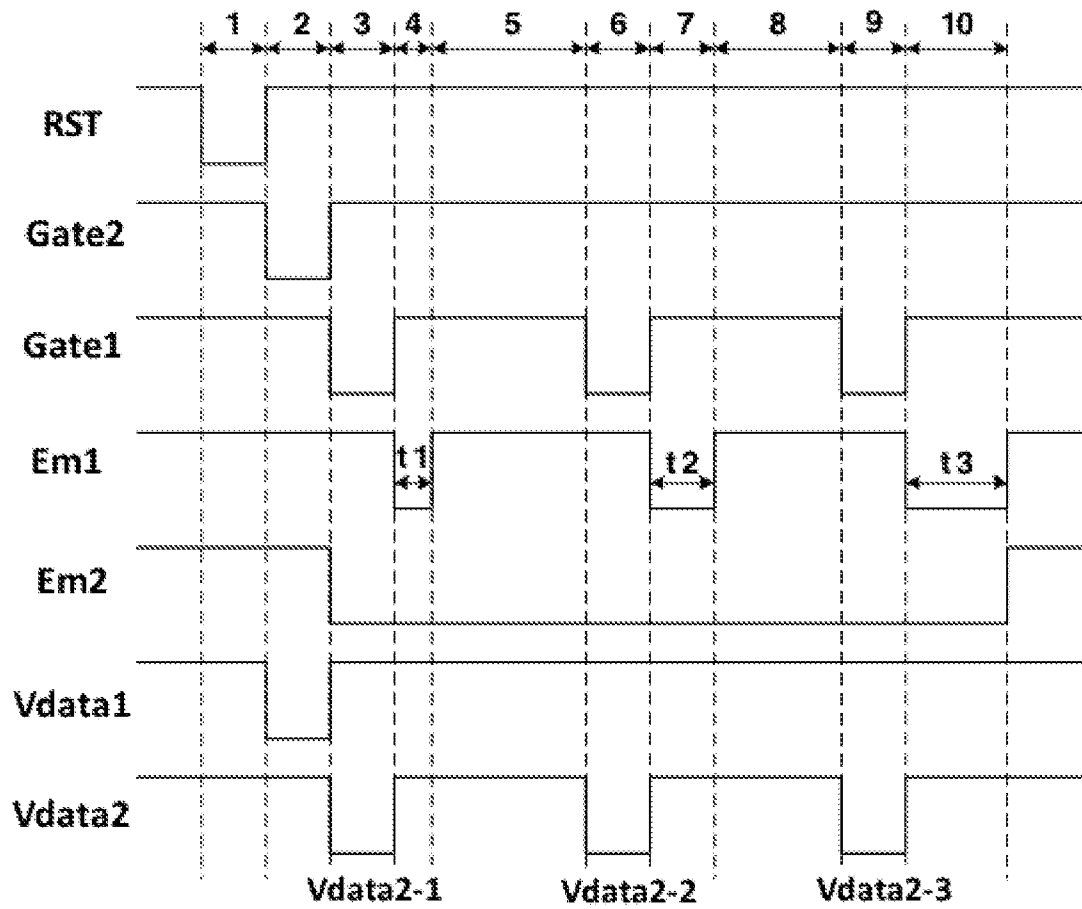 1 2 3 4 5 6 7 8 9 10
RST
Gate2
Gate1
Em1
t1 t2 t3
Em2
Vdata1
Vdata2
Vdata2-1 Vdata2-2 Vdata2-3